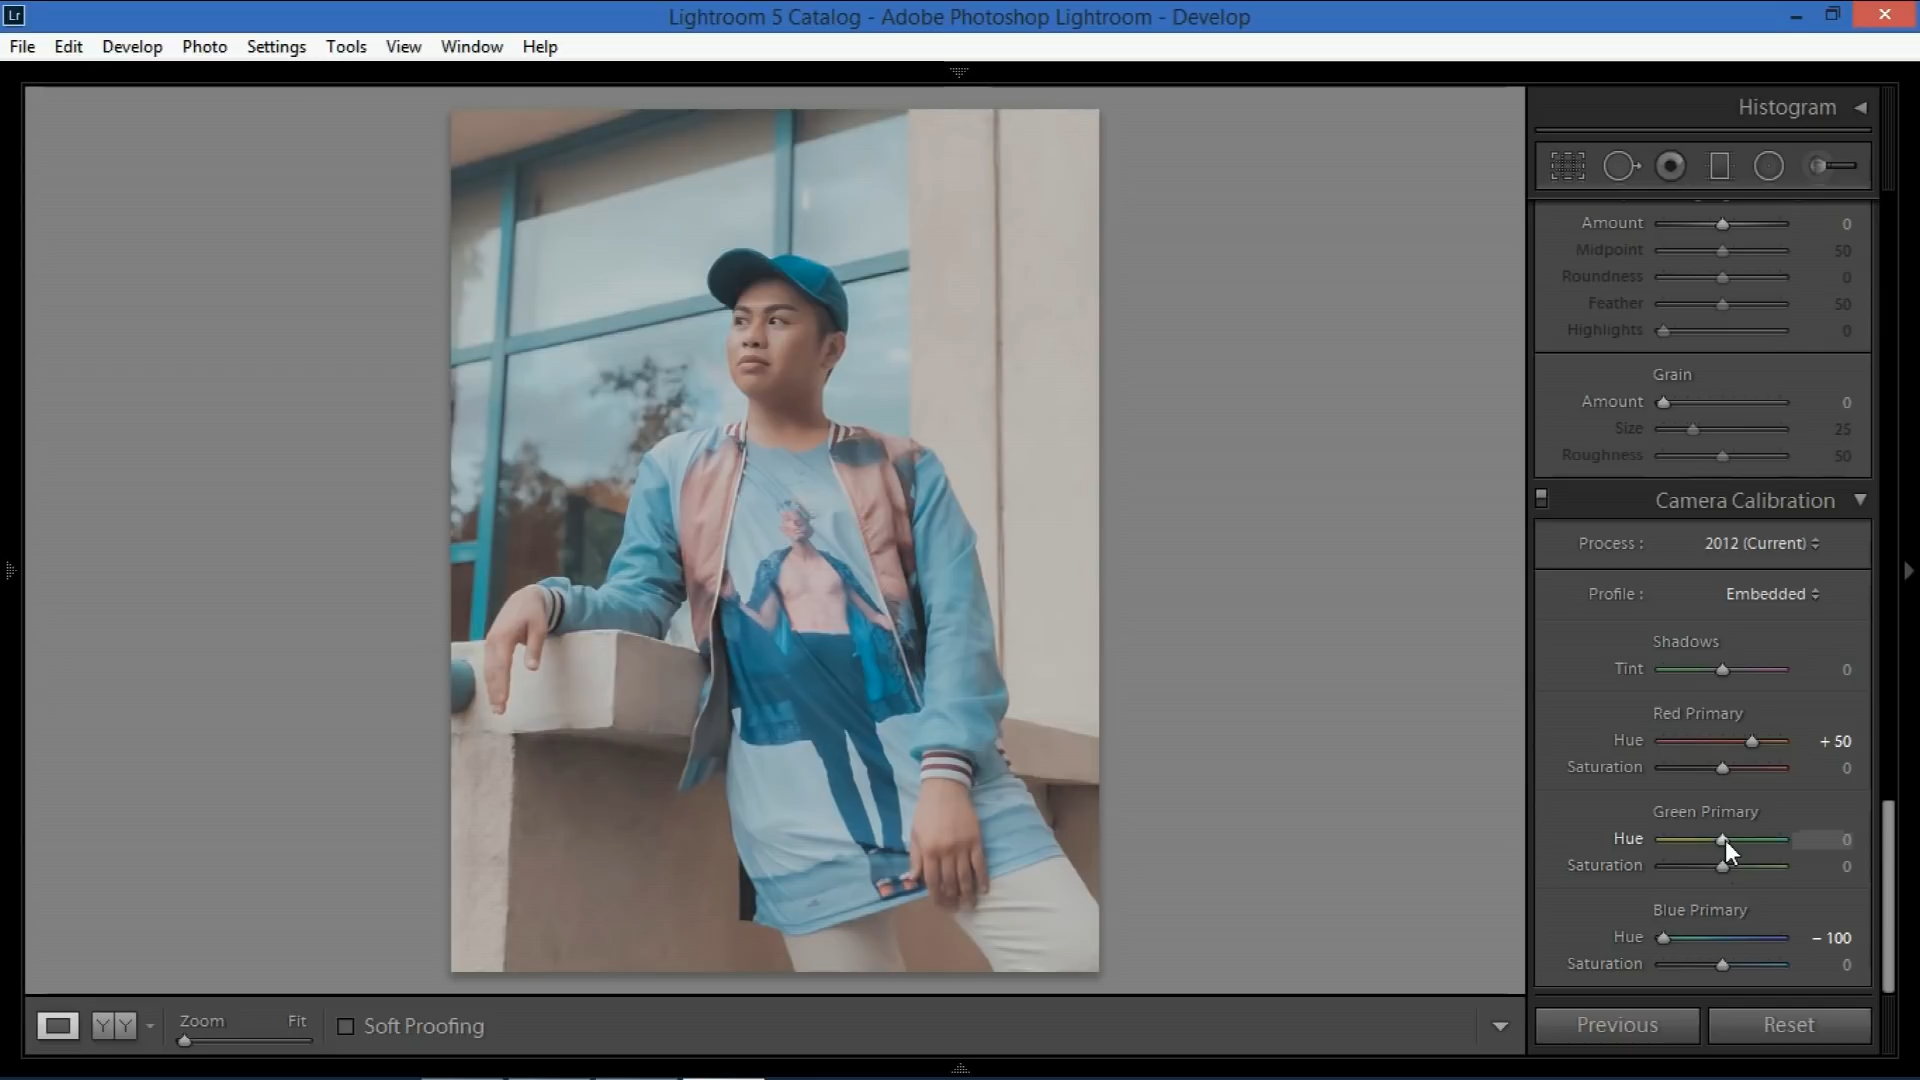 Lr
Lightroom 5 Catalog - Adobe Photoshop Lightroom - Develop
File Edit Develop Photo Settings Tools View Window Help
Histogram
Amount 0
Midpoint 50
Roundness 0
Feather 50
Highlights 0
Grain
Amount 0
Size 25
Roughness 50
Camera Calibration
Process : 2012 (Current)
Profile : Embedded
Shadows
Tint 0
Red Primary
Hue + 50
Saturation 0
Green Primary
Hue 0
Saturation 0
Blue Primary
Hue - 100
Saturation 0
YY Zoom Fit Soft Proofing
Previous Reset